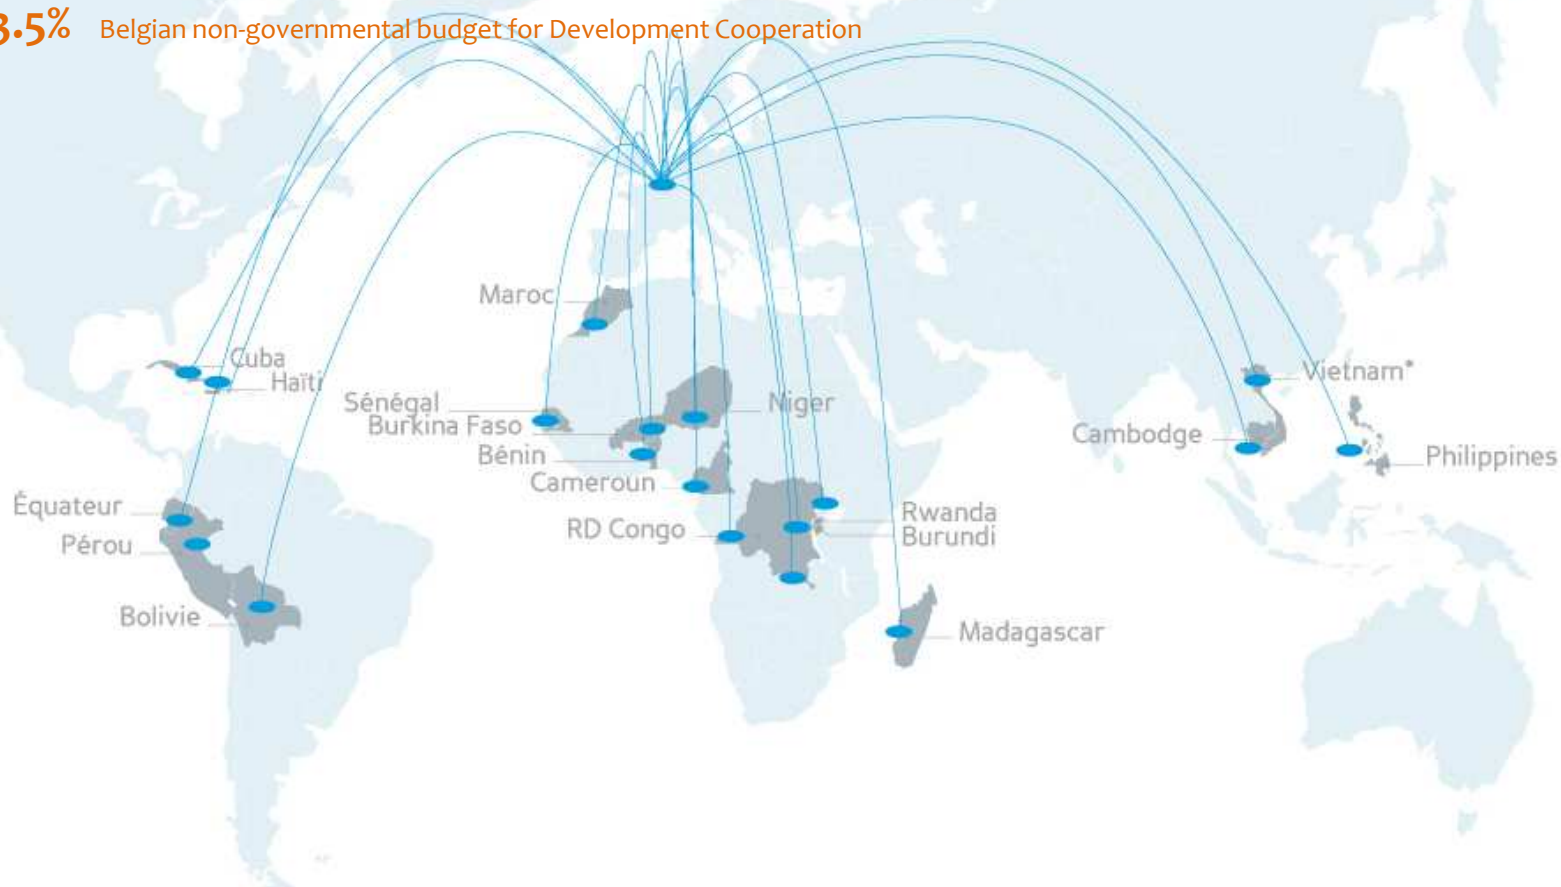 3.5% Belgian non-governmental budget for Development Cooperation
Maroc
Cuba
Haïti
Vietnam*
Sénégal
Niger
Burkina Faso
Cambodge
Bénin
Philippines
Cameroun
Équateur
Rwanda
RD Congo
Burundi
Pérou
Bolivie
Madagascar